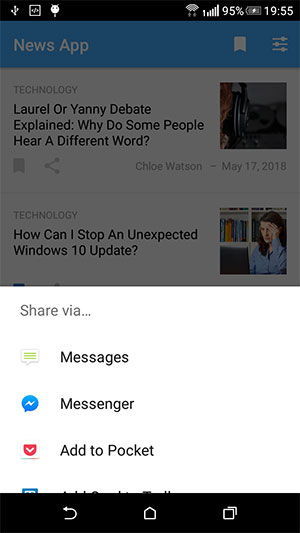 95% 19:55
News App
TECHNOLOGY
Laurel Or Yanny Debate
Explained: Why Do Some People
Hear A Different Word?
Chloe Watson – May 17, 2018
TECHNOLOGY
How Can I Stop An Unexpected
Windows 10 Update?
Share via...
Messages
Messenger
Add to Pocket